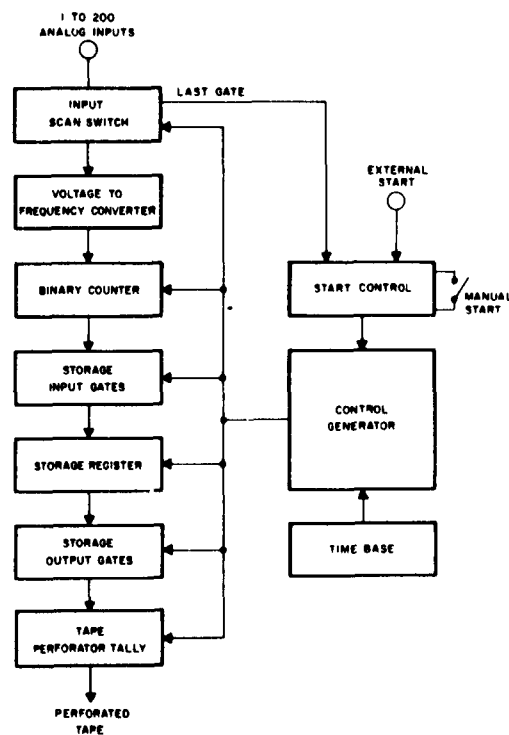 1 TO 200
ANALOG INPUTS
INPUT
SCAN SWITCH
LAST GATE
VOLTAGE TO
FREQUENCY CONVERTER
EXTERNAL
START
BINARY COUNTER
START CONTROL
MANUAL
START
STORAGE
INPUT GATES
CONTROL
GENERATOR
STORAGE REGISTER
STORAGE
OUTPUT GATES
TIME BASE
TAPE
PERFORATOR TALLY
PERFORATED
TAPE